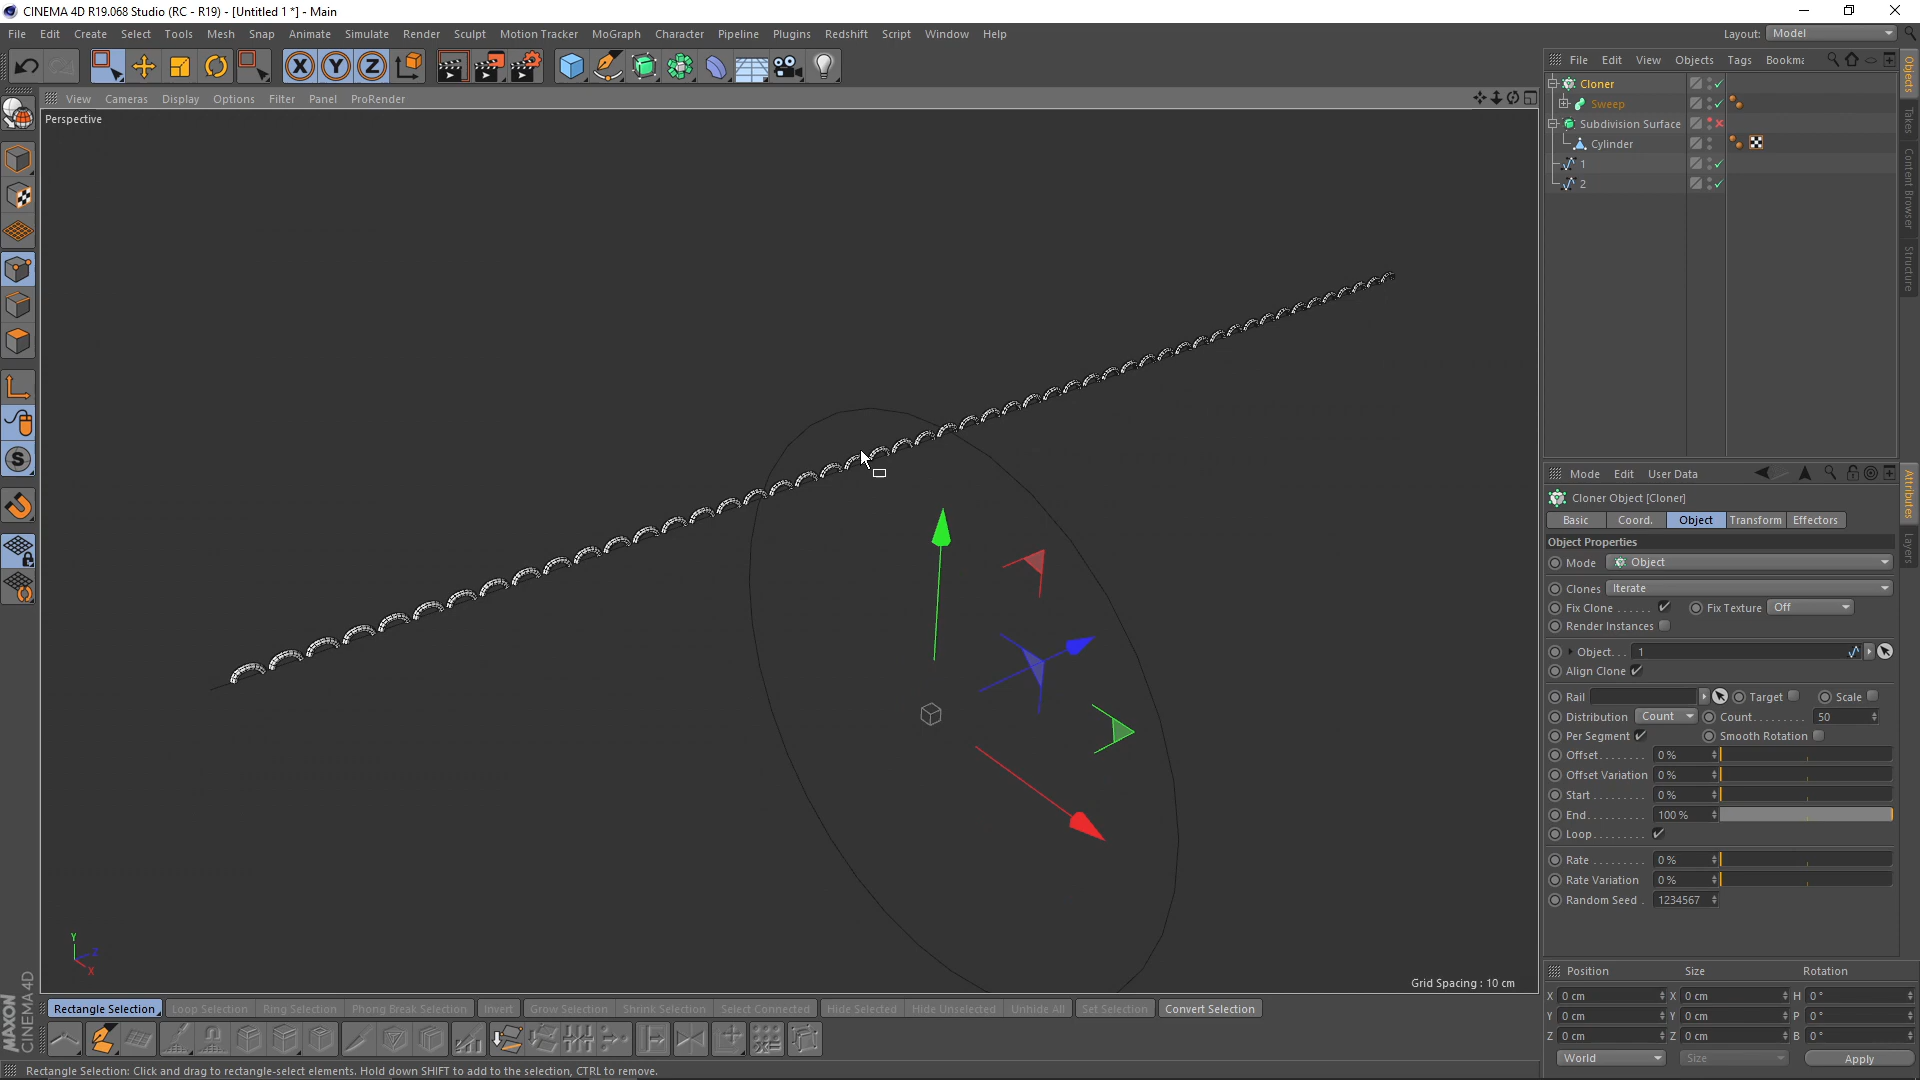 CINEMA 4D R19.068 Studio (RC - R19) - [Untitled 1 *] - Main
File Edit Create Select Tools Mesh Snap Animate Simulate Render Sculpt Motion Tracker MoGraph Character Pipeline Plugins Redshift Script Window Help
Layout: Model
X Y Z
View Cameras Display Options Filter Panel ProRender
Perspective
File Edit View Objects Tags Bookma
Cloner
Sweep
Subdivision Surface
Cylinder
1
2
Objects
Takes
Content Browser
Structure
Mode Edit User Data
Cloner Object [Cloner]
Basic Coord. Object Transform Effectors
Object Properties
Mode Object
Clones Iterate
Fix Clone . . . . . . Fix Texture Off
Render Instances
Object. . . 1
Align Clone
Rail Target Scale
Distribution Count Count. . . . . . . . . 50
Per Segment Smooth Rotation
Offset. . . . . . . . 0 %
Offset Variation 0 %
Start . . . . . . . . . 0 %
End. . . . . . . . . . 100 %
Loop. . . . . . . . .
Rate . . . . . . . . . 0 %
Rate Variation 0 %
Random Seed . 1234567
Attributes
Layers
Y
Z
X
Grid Spacing : 10 cm
Position Size Rotation
X 0 cm X 0 cm H 0 °
Y 0 cm Y 0 cm P 0 °
Z 0 cm Z 0 cm B 0 °
World Size Apply
Rectangle Selection Loop Selection Ring Selection Phong Break Selection Invert Grow Selection Shrink Selection Select Connected Hide Selected Hide Unselected Unhide All Set Selection Convert Selection
MAXON
CINEMA 4D
Rectangle Selection: Click and drag to rectangle-select elements. Hold down SHIFT to add to the selection, CTRL to remove.